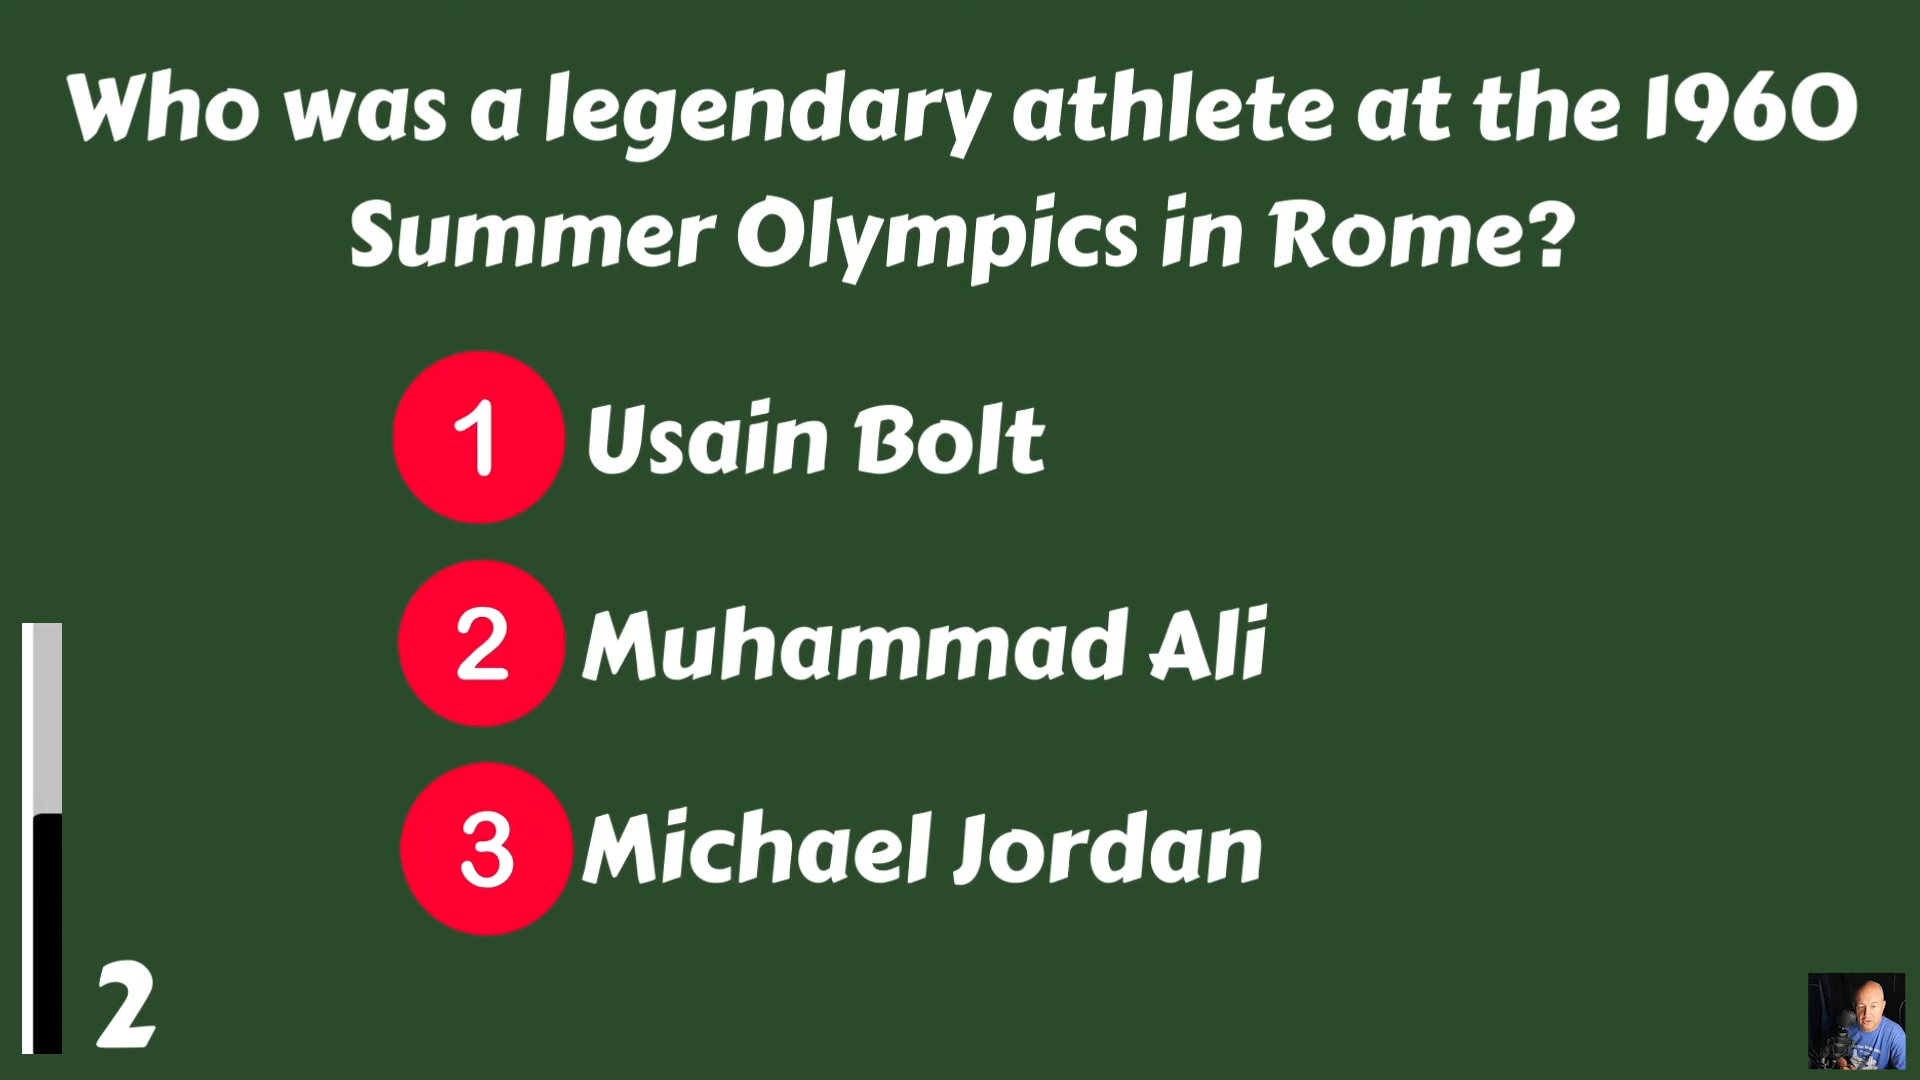 Who was a legendary athlete at the 1960
Summer Olympics in Rome?
1 Usain Bolt
2 Muhammad Ali
3 Michael Jordan
2